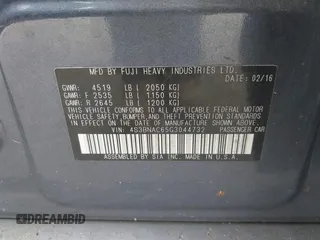 MFD. BY FUJI HEAVY INDUSTRIES LTD.
DATE: 02/16
GVWR: 4519 LB ( 2050 KG)
GAWR: F 2535 LB ( 1150 KG)
GAWR: R 2645 LB ( 1200 KG)
THIS VEHICLE CONFORMS TO ALL APPLICABLE
FEDERAL MOTOR VEHICLE SAFETY,
BUMPER, AND THEFT PREVENTION STANDARDS
IN EFFECT ON THE DATE OF
MANUFACTURE SHOWN ABOVE.
4S3BNAC65G3044732 PASSENGER CAR
ASSEMBLED BY SIA INC. MADE IN U.S.A.
DIREKTAUKCJE